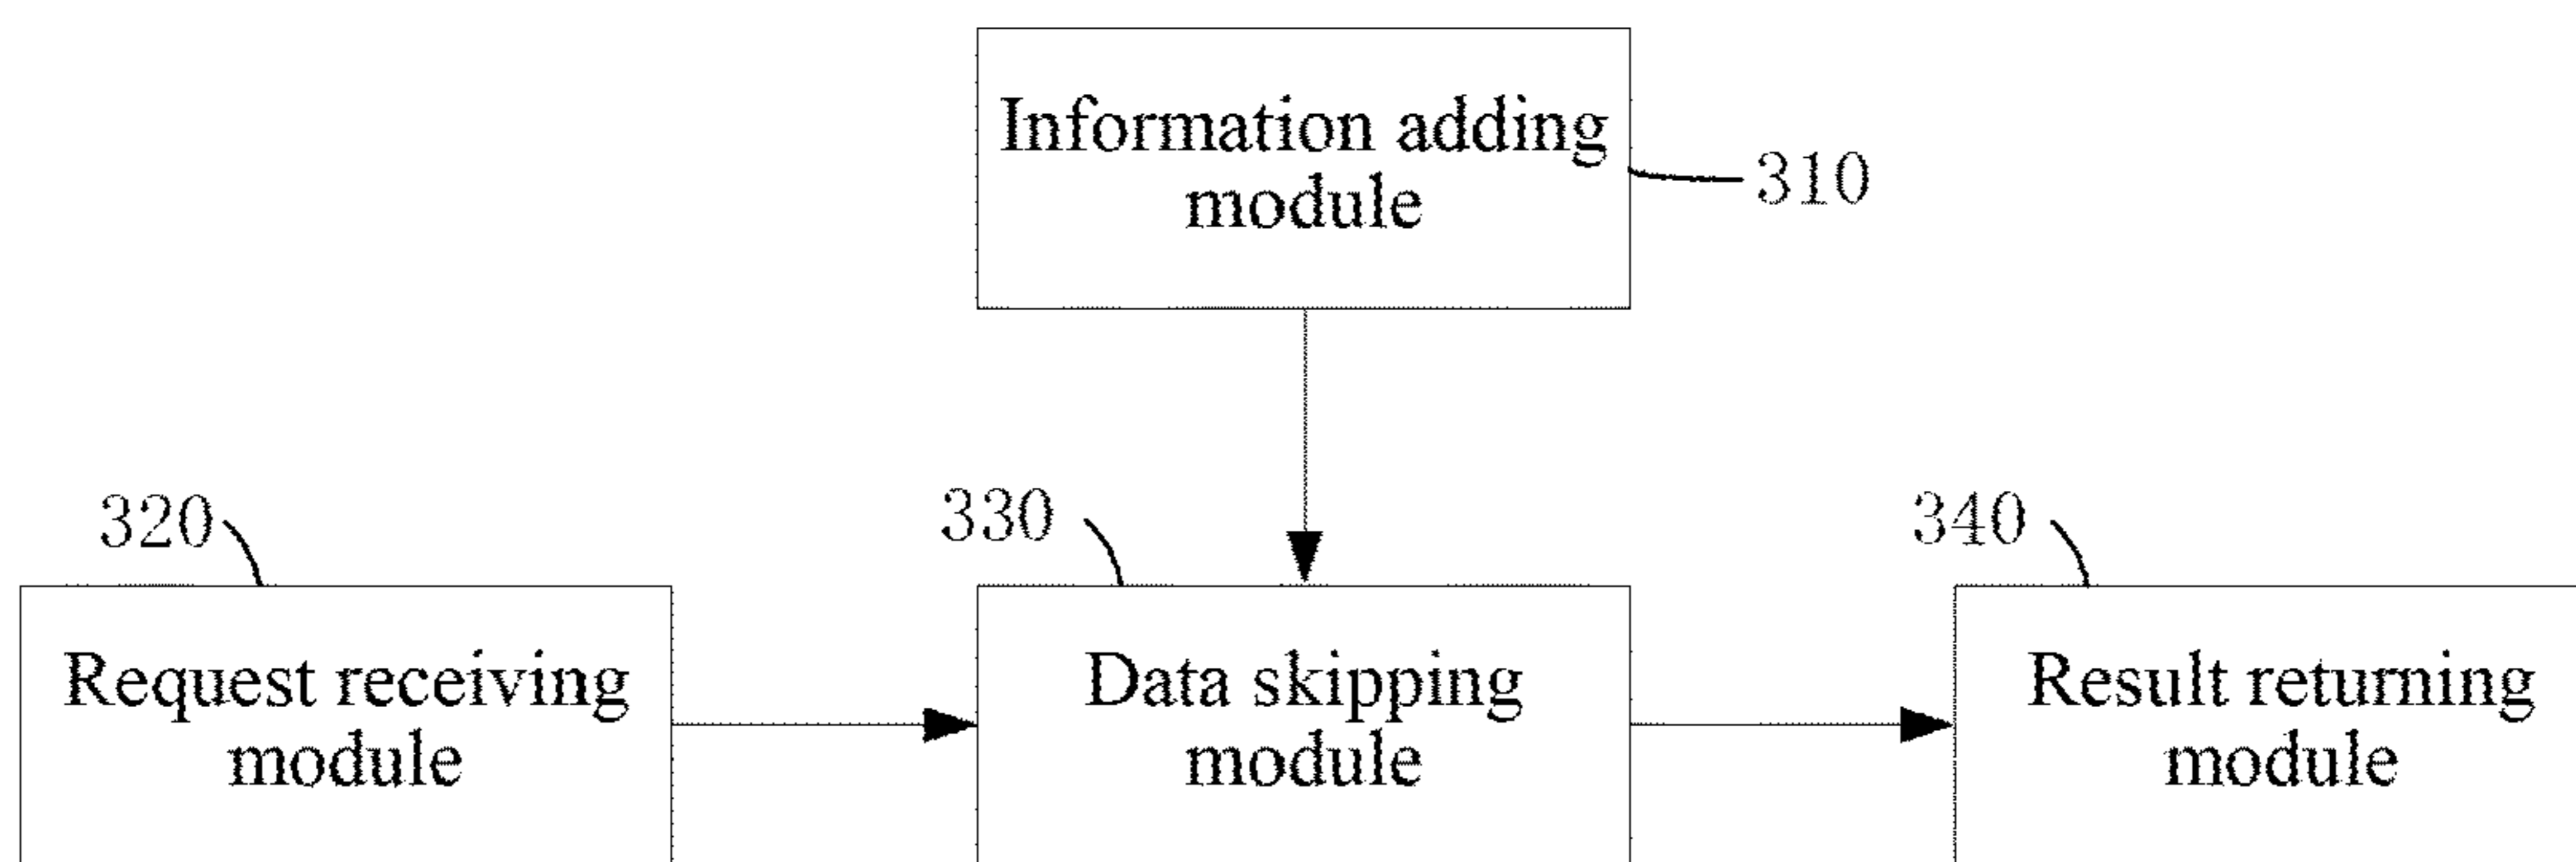 Information adding
module
310
320
330
340
Request receiving
module
Data skipping
module
Result returning
module